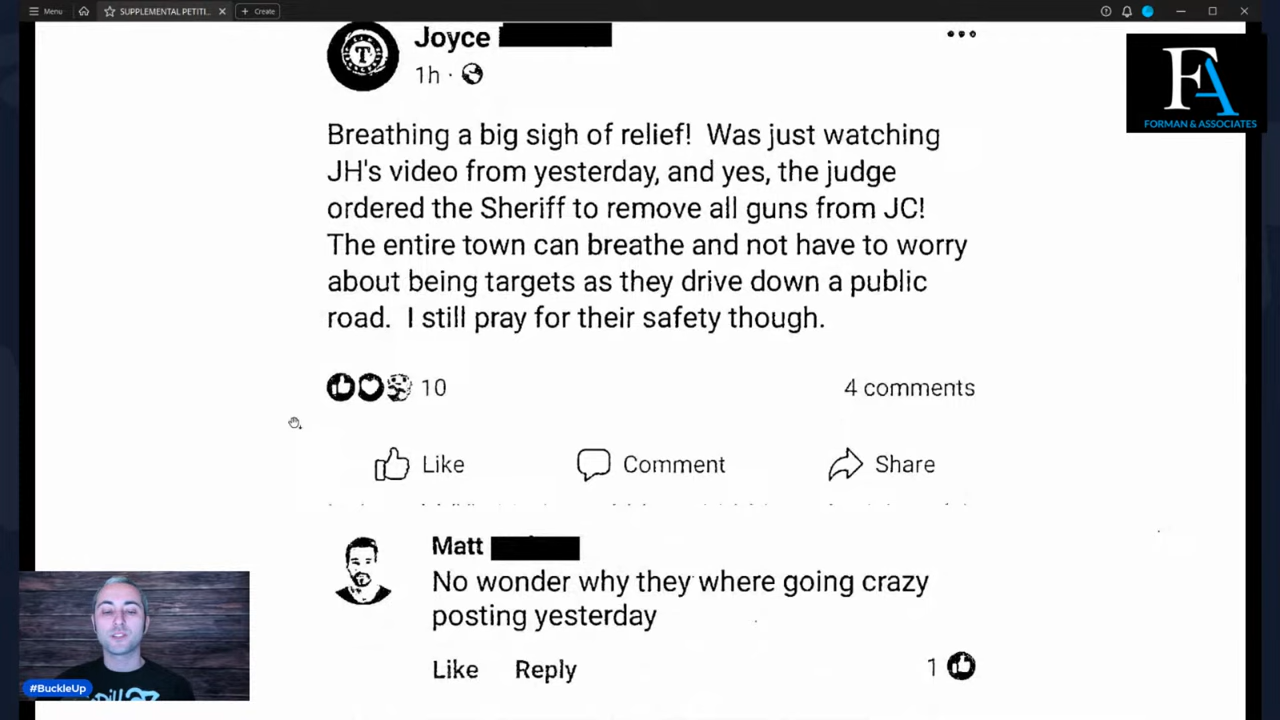 Menu
SUPPLEMENTAL PETITI...
Create
Joyce
1h ·
FA
FORMAN & ASSOCIATES
T
Breathing a big sigh of relief! Was just watching
JH's video from yesterday, and yes, the judge
ordered the Sheriff to remove all guns from JC!
The entire town can breathe and not have to worry
about being targets as they drive down a public
road. I still pray for their safety though.
10
4 comments
Like
Comment
Share
Matt
No wonder why they where going crazy
posting yesterday
Like Reply
1
#BuckleUp